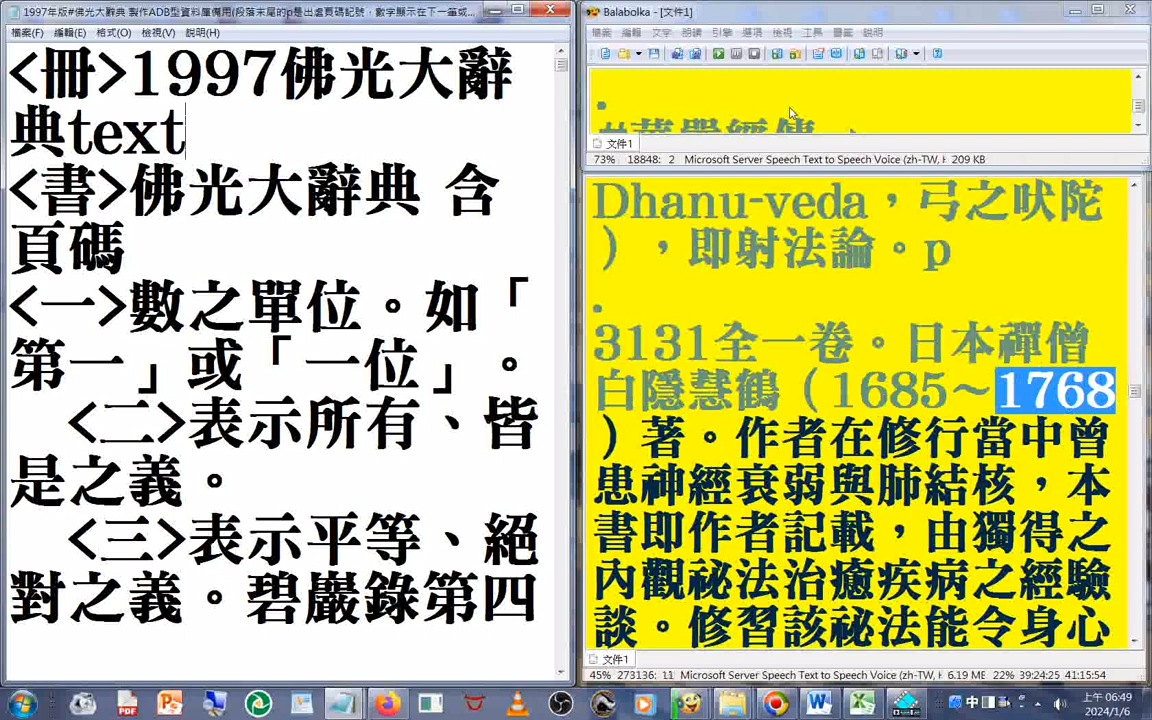 1997年版#佛光大辭典 製作ADB型資料庫備用(段落末尾的p是出處頁碼記號，數字顯示在下一筆或...
檔案(F) 編輯(E) 格式(O) 檢視(V) 說明(H)
<冊>1997佛光大辭
典text
<書>佛光大辭典 含
頁碼
<一>數之單位。如「
第一」或「一位」。
<二>表示所有、皆
是之義。
<三>表示平等、絕
對之義。碧巖錄第四
Balabolka - [文件1]
檔案 編輯 文字 朗讀 引擎 選項 檢視 工具 書籤 說明
#華嚴經傳
文件1
73% 18848: 2 Microsoft Server Speech Text to Speech Voice (zh-TW, H 209 KB
Dhanu-veda，弓之吠陀
），即射法論。p
3131全一卷。日本禪僧
白隱慧鶴（1685～1768
）著。作者在修行當中曾
患神經衰弱與肺結核，本
書即作者記載，由獨得之
內觀祕法治癒疾病之經驗
談。修習該祕法能令身心
文件1
45% 273136: 11 Microsoft Server Speech Text to Speech Voice (zh-TW, H 6.19 ME 22% 39:24:25 41:15:54
PDF
中
上午 06:49
2024/1/6